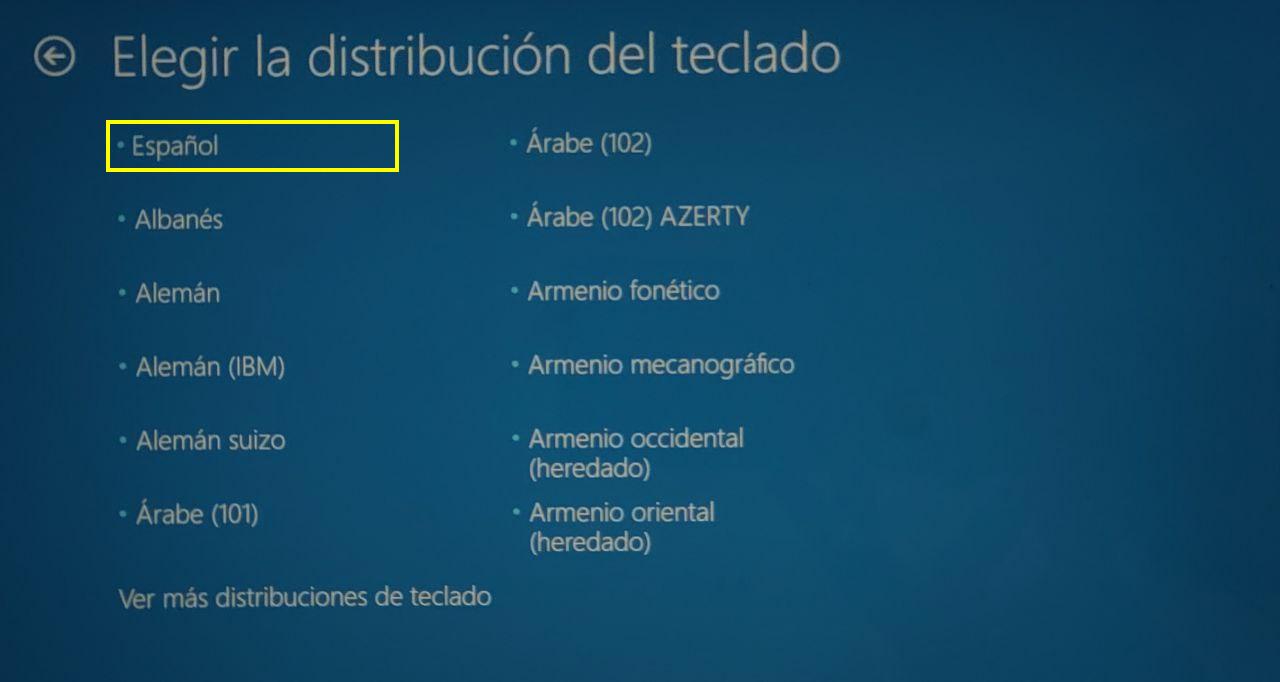 Elegir la distribución del teclado
Español
Albanés
Alemán
Alemán (IBM)
Alemán suizo
Árabe (101)
Árabe (102)
Árabe (102) AZERTY
Armenio fonético
Armenio mecanográfico
Armenio occidental
(heredado)
Armenio oriental
(heredado)
Ver más distribuciones de teclado